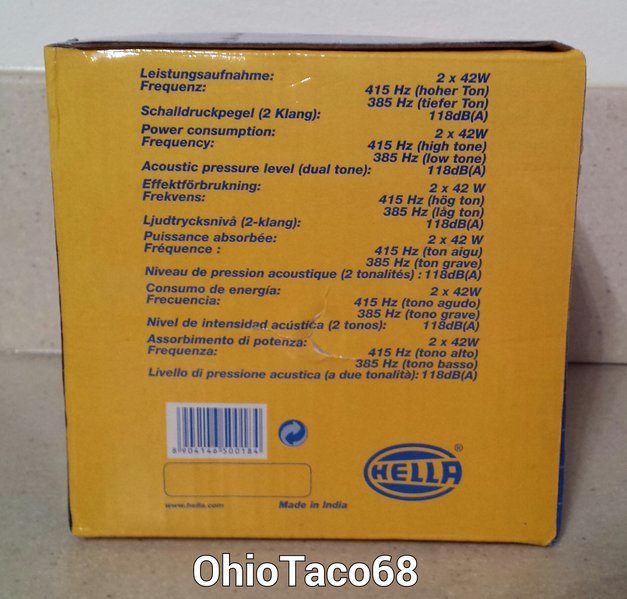 Leistungsaufnahme: 2 x 42W
Frequenz: 415 Hz (hoher Ton)
385 Hz (tiefer Ton)
Schalldruckpegel (2 Klang): 118dB(A)
Power consumption: 2 x 42W
Frequency: 415 Hz (high tone)
385 Hz (low tone)
Acoustic pressure level (dual tone): 118dB(A)
Effektförbrukning: 2 x 42 W
Frekvens: 415 Hz (hög ton)
385 Hz (låg ton)
Ljudtrycksnivå (2-klang): 118dB(A)
Puissance absorbée: 2 x 42 W
Fréquence : 415 Hz (ton aigu)
385 Hz (ton grave)
Niveau de pression acoustique (2 tonalités) : 118dB(A)
Consumo de energía: 2 x 42W
Frecuencia: 415 Hz (tono agudo)
385 Hz (tono grave)
Nivel de intensidad acústica (2 tonos): 118dB(A)
Assorbimento di potenza: 2 x 42W
Frequenza: 415 Hz (tono alto)
385 Hz (tono basso)
Livello di pressione acustica (a due tonalità): 118dB(A)
8 904146 500184
HELLA ®
www.hella.com Made in India
OhioTaco68